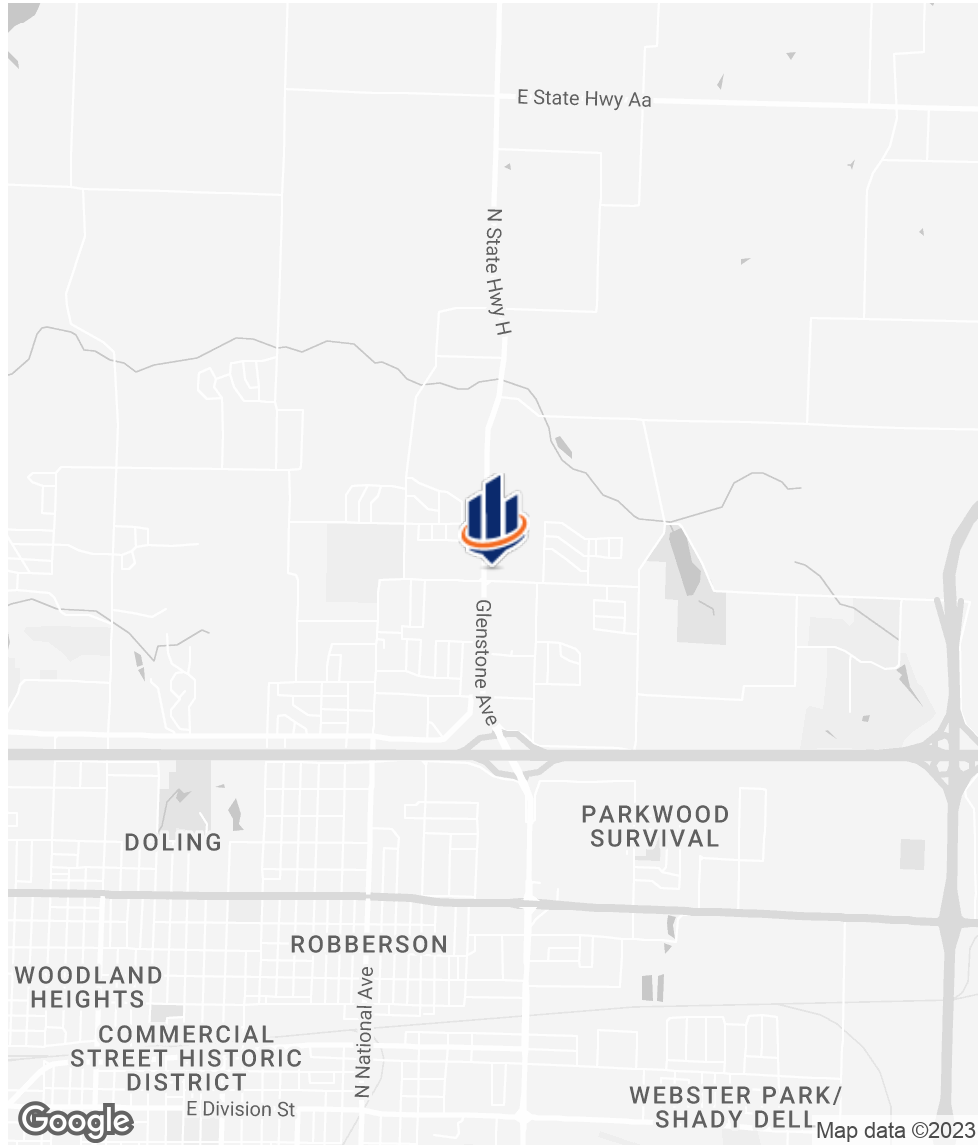 E State Hwy Aa
N State Hwy H
Glenstone Ave
PARKWOOD
SURVIVAL
DOLING
ROBBERSON
WOODLAND
HEIGHTS
N National Ave
COMMERCIAL
STREET HISTORIC
DISTRICT
E Division St
WEBSTER PARK/
SHADY DELL
Google
Map data ©2023